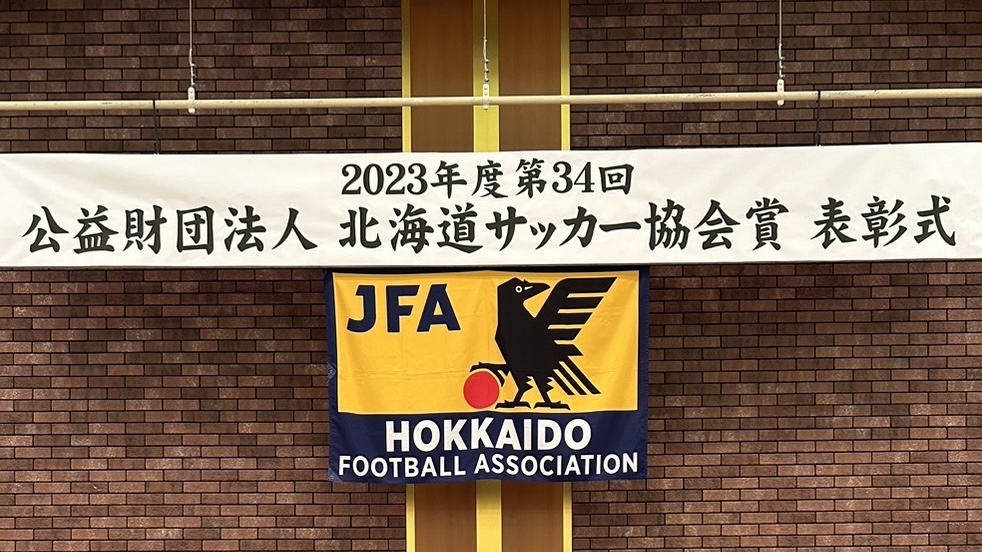 2023年度第34回
公益財団法人 北海道サッカー協会賞 表彰式
JFA
HOKKAIDO
FOOTBALL ASSOCIATION